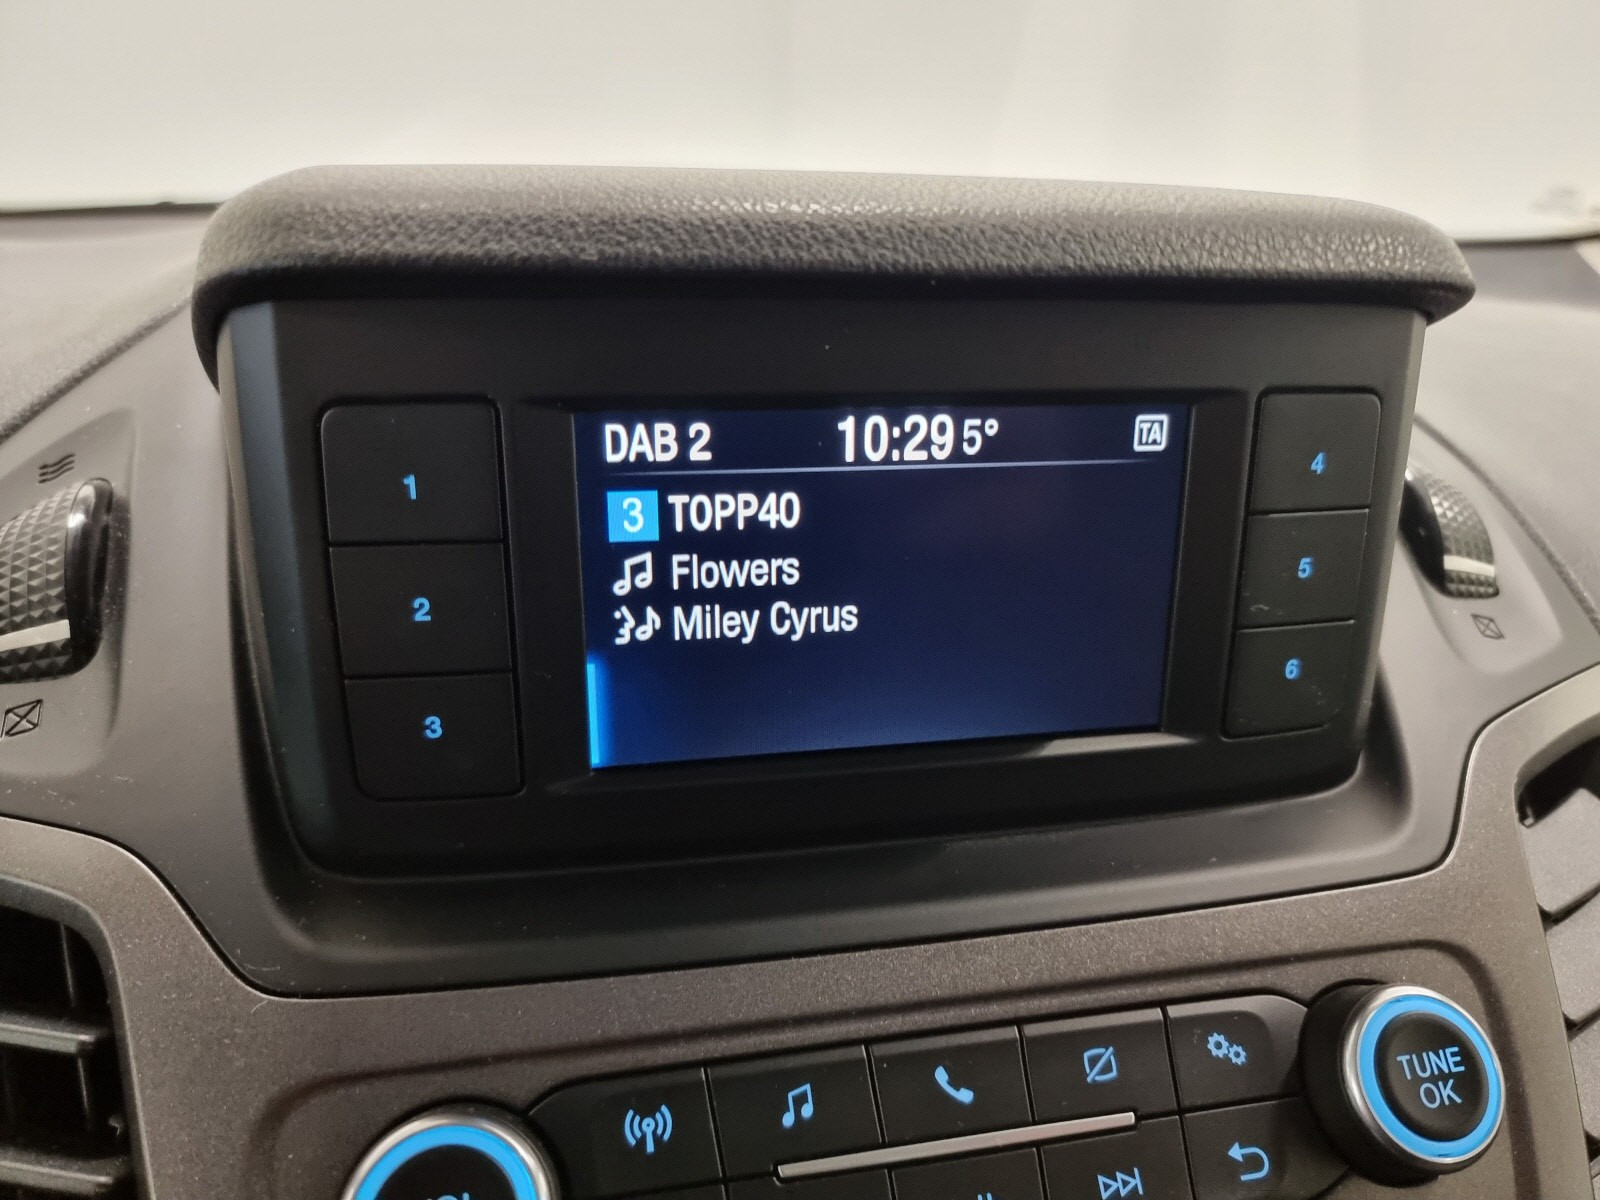 DAB 2 10:29 5° TA
3 TOPP40
Flowers
Miley Cyrus
1
2
3
4
5
6
TUNE
OK